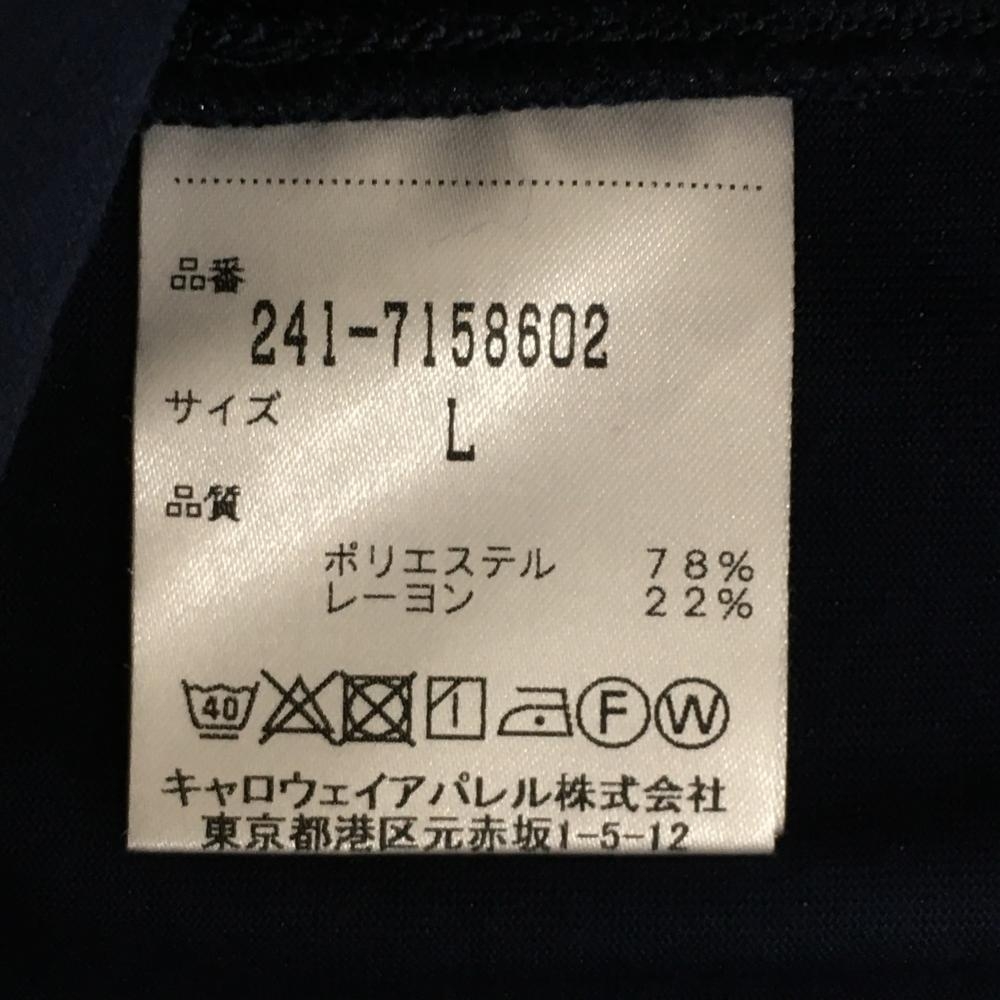 品番
241-7158602
サイズ L
品質
ポリエステル 78%
レーヨン 22%
40 F W
キャロウェイアパレル株式会社
東京都港区元赤坂1-5-12